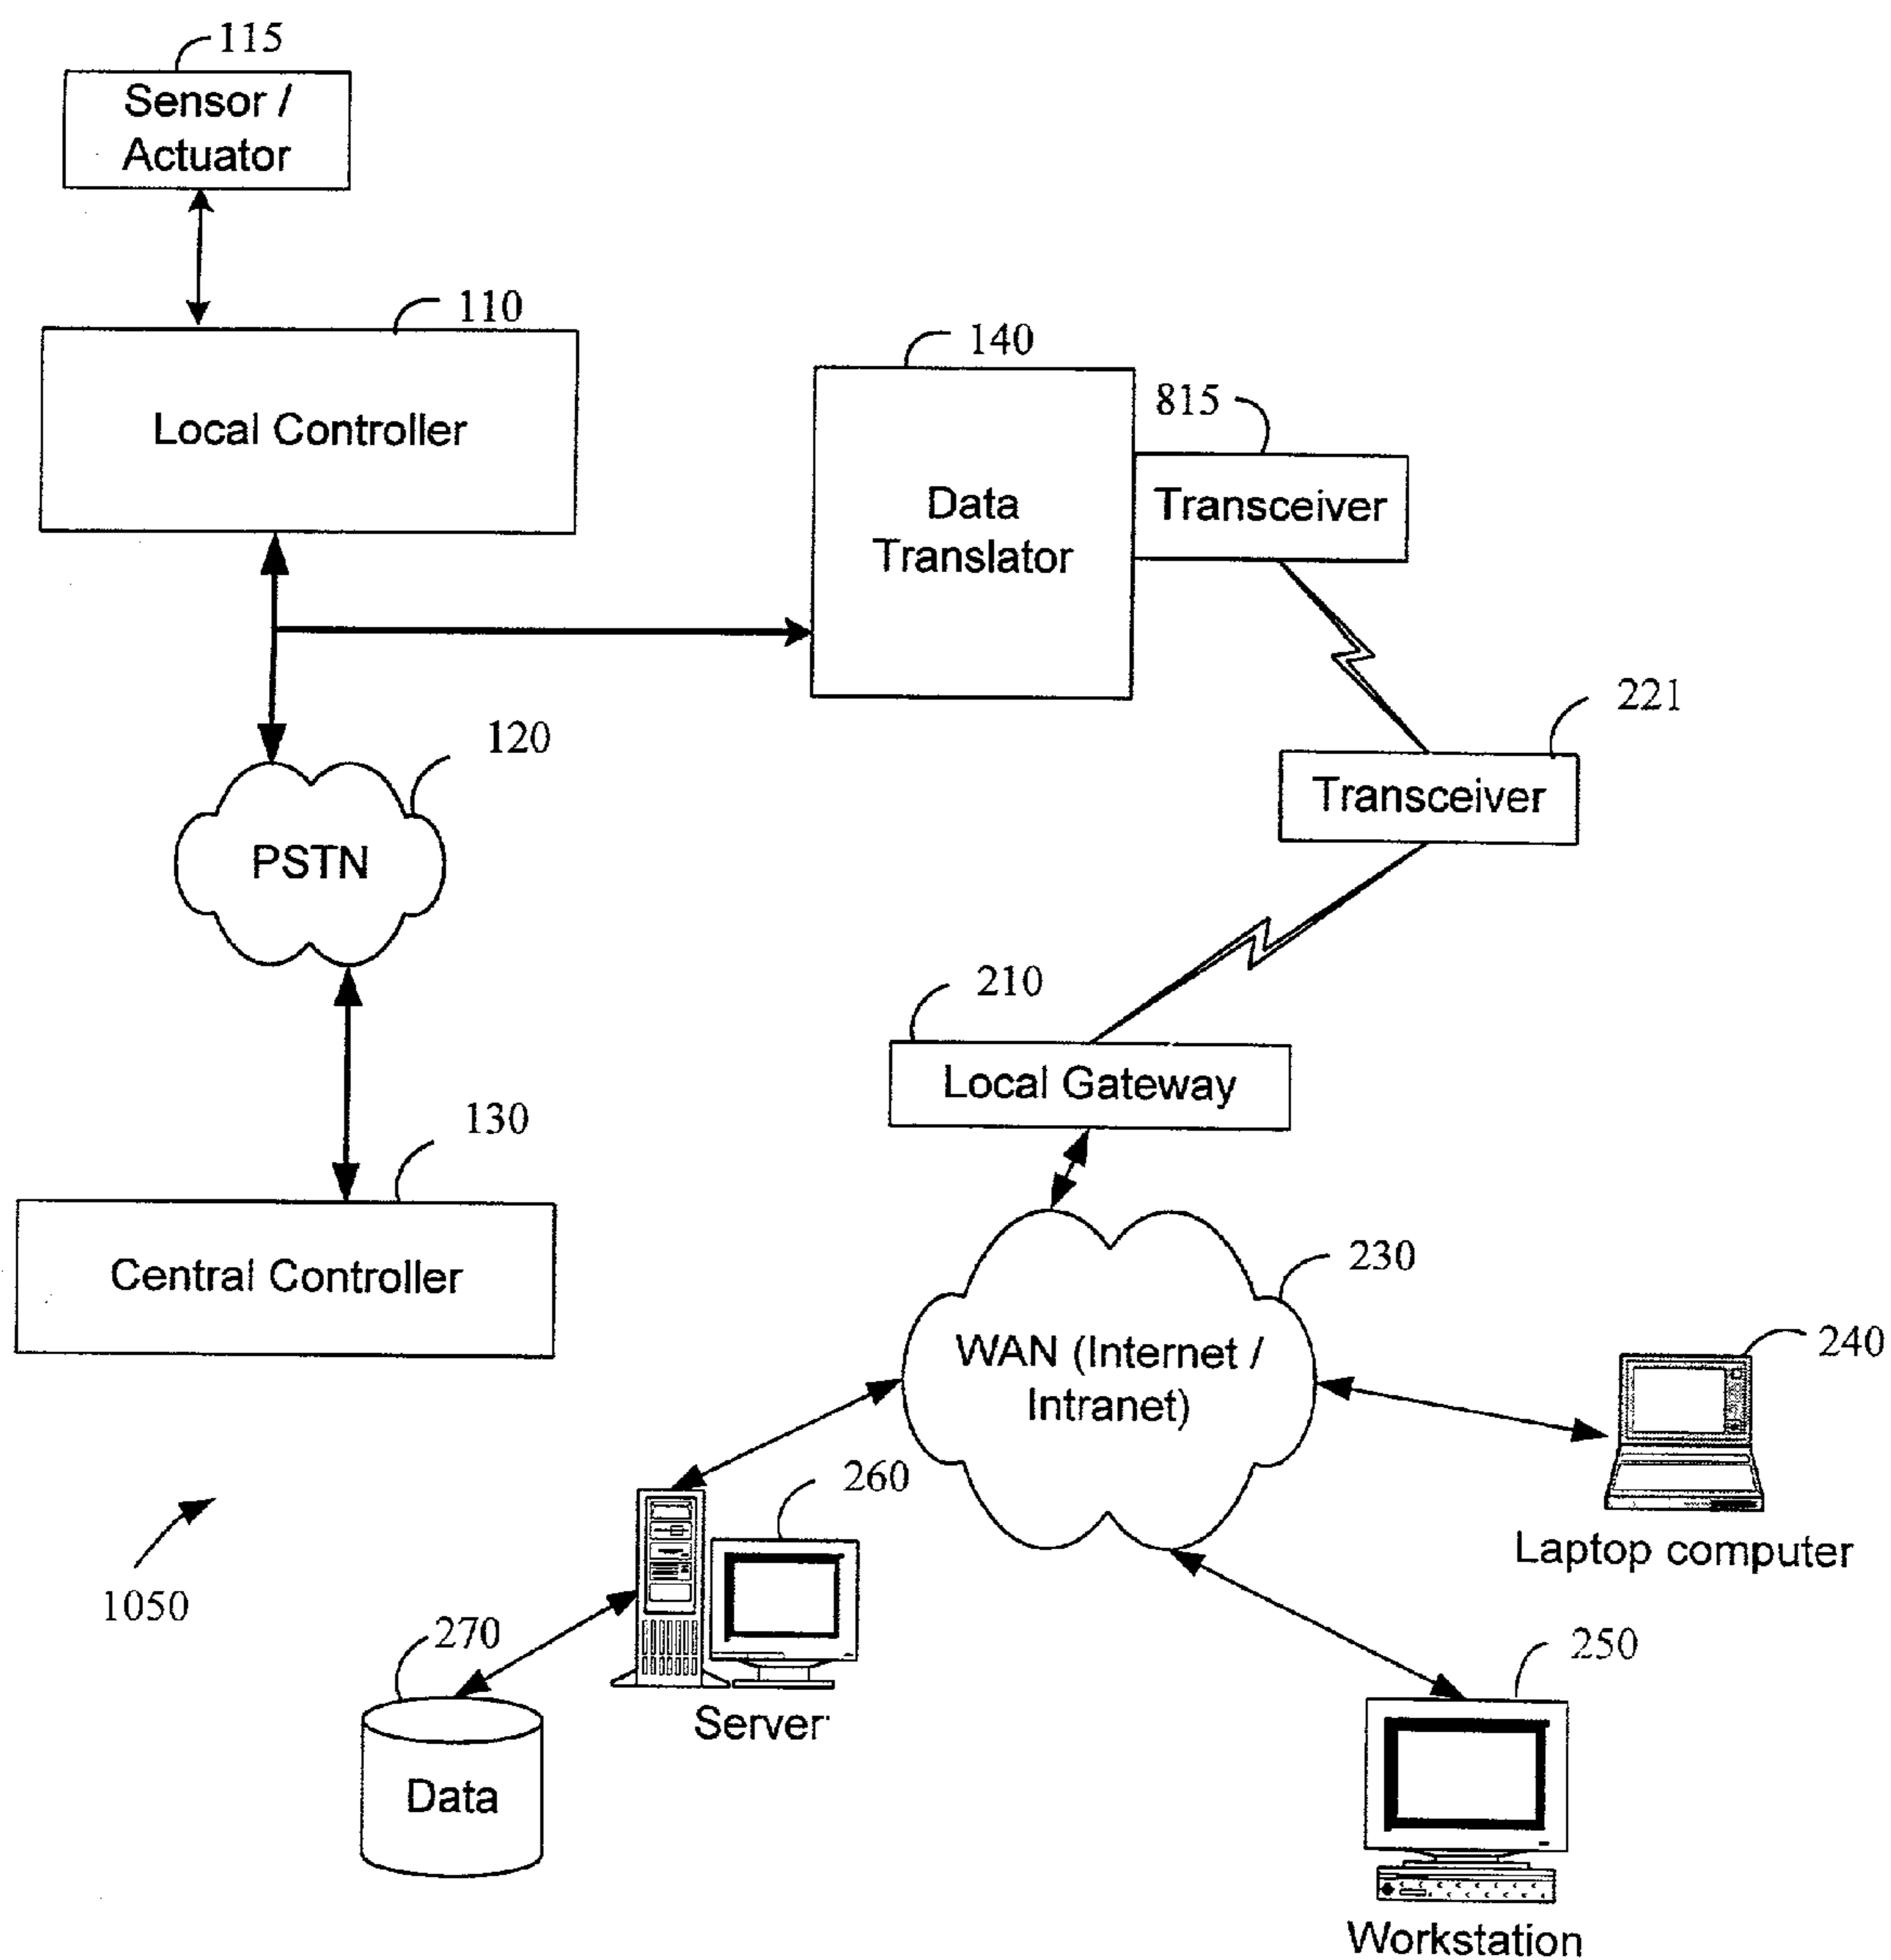 115
Sensor /
Actuator
110
Local Controller
140
815
Data
Translator
Transceiver
221
Transceiver
120
PSTN
210
Local Gateway
130
Central Controller
230
WAN (Internet /
Intranet)
240
Laptop computer
260
Server
1050
270
Data
250
Workstation